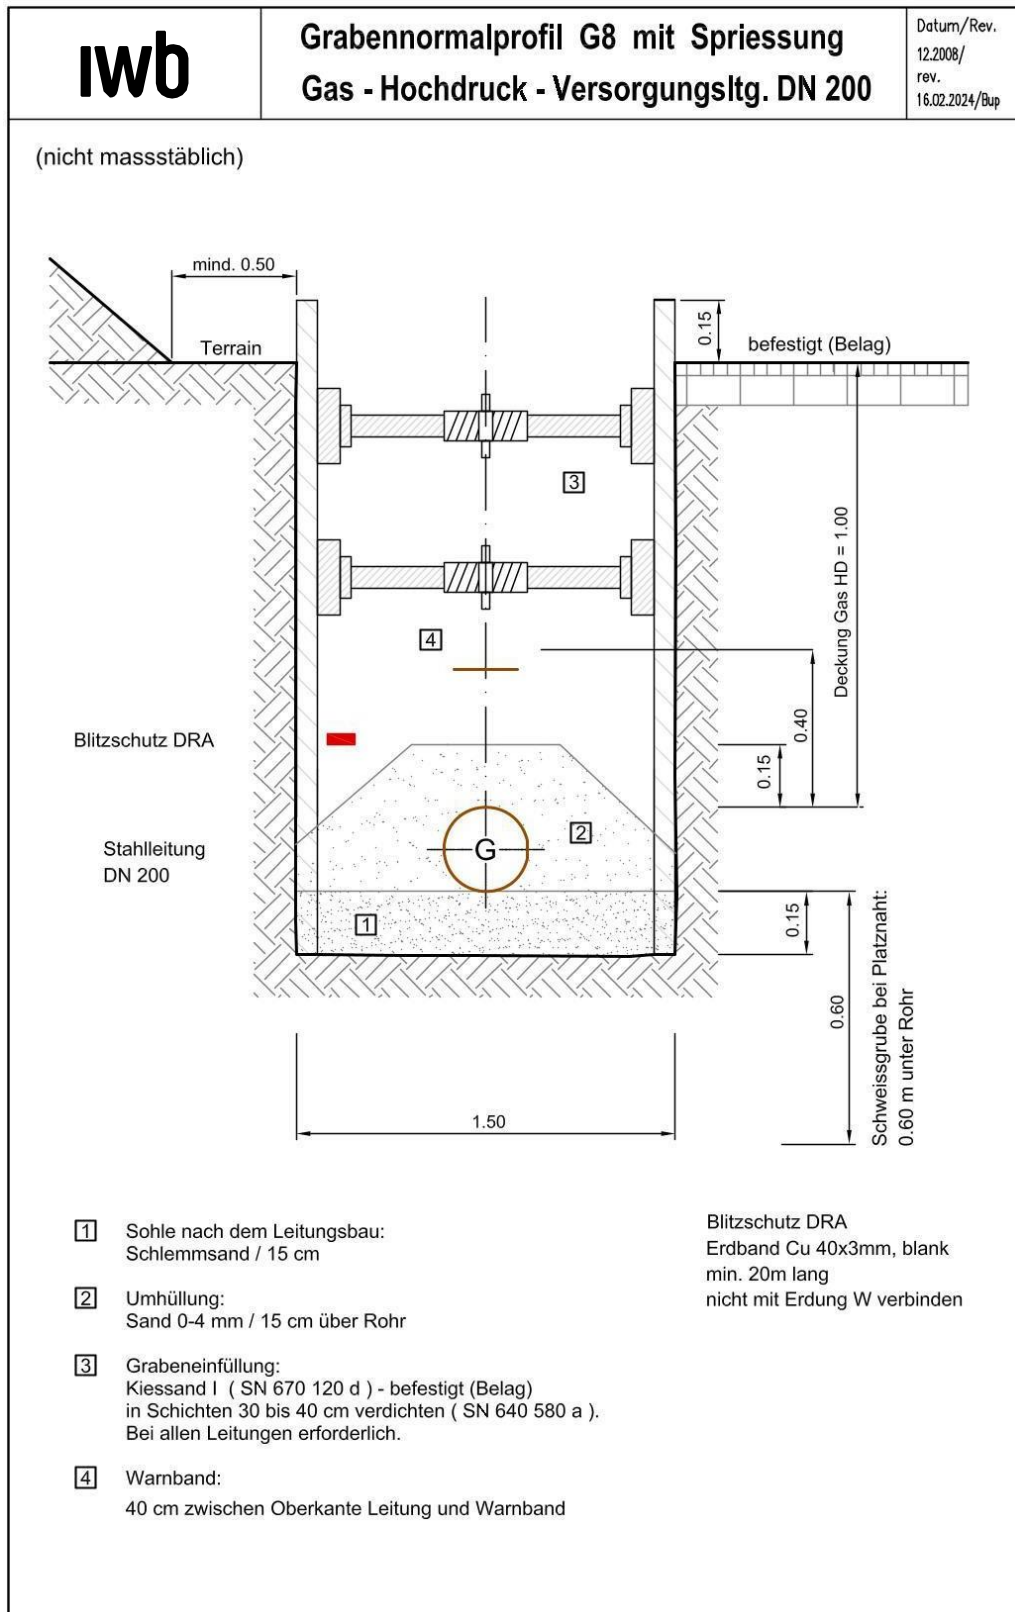 iwb
Grabennormalprofil G8 mit Spriessung
Gas - Hochdruck - Versorgungsltg. DN 200
Datum/Rev.
12.2008/
rev.
16.02.2024/Bup
(nicht massstäblich)
mind. 0.50
Terrain
0.15
befestigt (Belag)
3
Deckung Gas HD = 1.00
4
0.40
Blitzschutz DRA
0.15
2
Stahlleitung
DN 200
G
1
0.15
0.60
Schweissgrube bei Platznaht:
0.60 m unter Rohr
1.50
1 Sohle nach dem Leitungsbau:
Schlemmsand / 15 cm
2 Umhüllung:
Sand 0-4 mm / 15 cm über Rohr
3 Grabeneinfüllung:
Kiessand I ( SN 670 120 d ) - befestigt (Belag)
in Schichten 30 bis 40 cm verdichten ( SN 640 580 a ).
Bei allen Leitungen erforderlich.
4 Warnband:
40 cm zwischen Oberkante Leitung und Warnband
Blitzschutz DRA
Erdband Cu 40x3mm, blank
min. 20m lang
nicht mit Erdung W verbinden